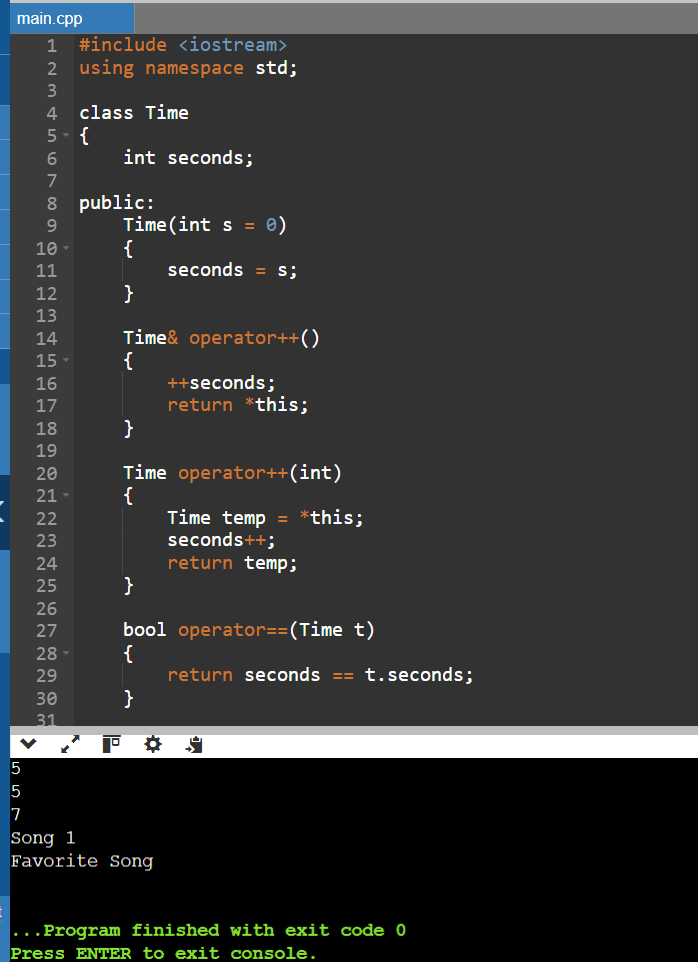 main.cpp
1 #include <iostream>
2 using namespace std;
3
4 class Time
5 {
6     int seconds;
7
8 public:
9     Time(int s = 0)
10     {
11         seconds = s;
12     }
13
14     Time& operator++()
15     {
16         ++seconds;
17         return *this;
18     }
19
20     Time operator++(int)
21     {
22         Time temp = *this;
23         seconds++;
24         return temp;
25     }
26
27     bool operator==(Time t)
28     {
29         return seconds == t.seconds;
30     }
31
5
5
7
Song 1
Favorite Song
...Program finished with exit code 0
Press ENTER to exit console.